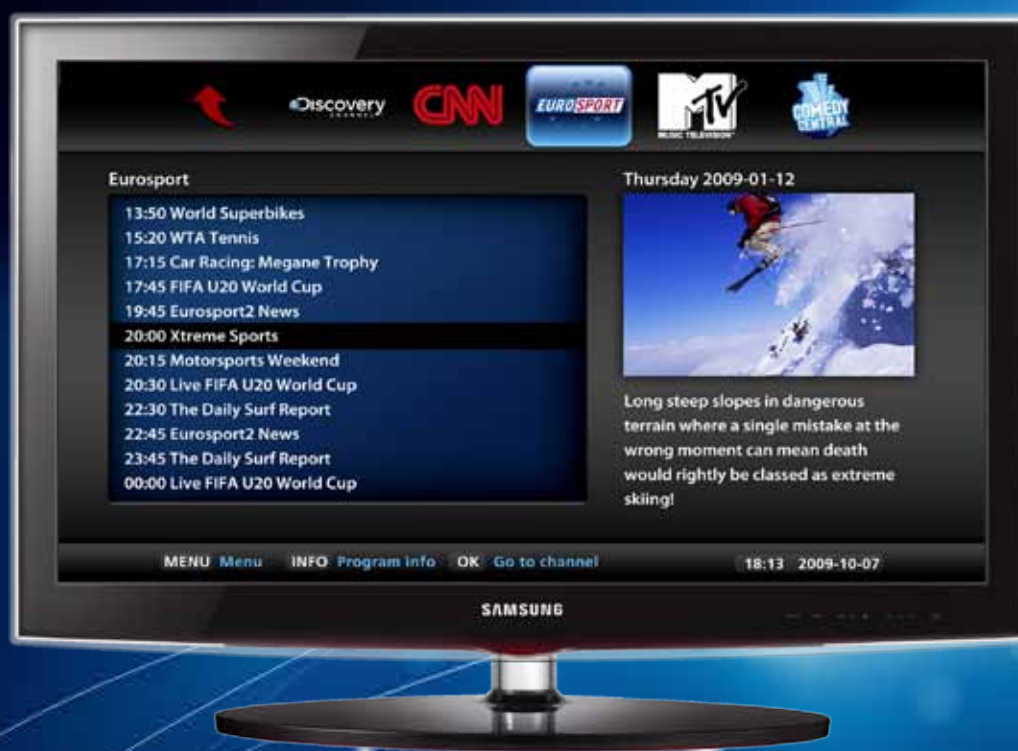 Discovery
CHANNEL
CNN
EUROSPORT
MTV
MUSIC TELEVISION
COMEDY
CENTRAL
Eurosport
13:50 World Superbikes
15:20 WTA Tennis
17:15 Car Racing: Megane Trophy
17:45 FIFA U20 World Cup
19:45 Eurosport2 News
20:00 Xtreme Sports
20:15 Motorsports Weekend
20:30 Live FIFA U20 World Cup
22:30 The Daily Surf Report
22:45 Eurosport2 News
23:45 The Daily Surf Report
00:00 Live FIFA U20 World Cup
Thursday 2009-01-12
Long steep slopes in dangerous
terrain where a single mistake at the
wrong moment can mean death
would rightly be classed as extreme
skiing!
MENU Menu INFO Program info OK Go to channel
18:13 2009-10-07
SAMSUNG